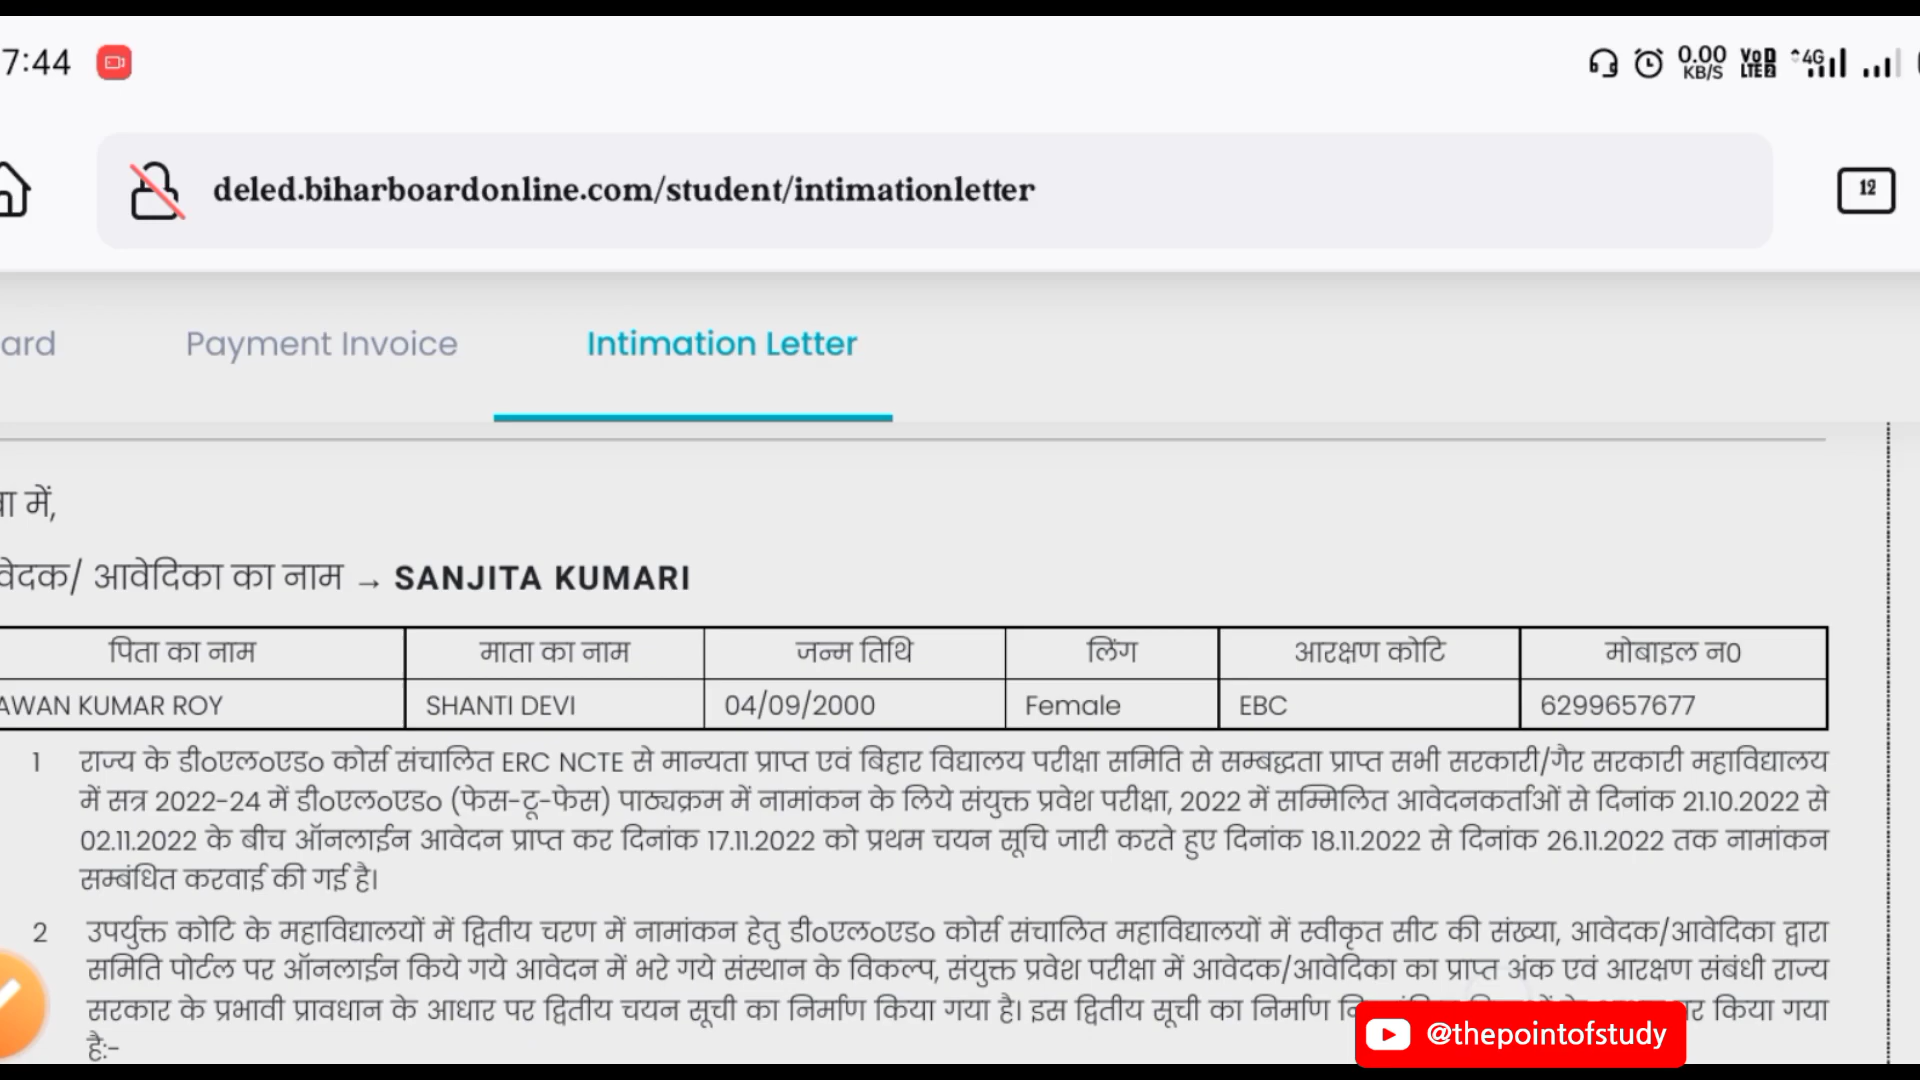 7:44 0.00 KB/S VoD LTE2 4G
deled.biharboardonline.com/student/intimationletter 12
ard Payment Invoice Intimation Letter
में,
आवेदिका का नाम → SANJITA KUMARI
पिता का नाम माता का नाम जन्म तिथि लिंग आरक्षण कोटि मोबाइल न0
AWAN KUMAR ROY SHANTI DEVI 04/09/2000 Female EBC 6299657677
1 राज्य के डी०एल०एड० कोर्स संचालित ERC NCTE से मान्यता प्राप्त एवं बिहार विद्यालय परीक्षा समिति से सम्बद्धता प्राप्त सभी सरकारी/गैर सरकारी महाविद्यालय
में सत्र 2022-24 में डी०एल०एड० (फेस-टू-फेस) पाठ्यक्रम में नामांकन के लिये संयुक्त प्रवेश परीक्षा, 2022 में सम्मिलित आवेदनकर्ताओं से दिनांक 21.10.2022 से
02.11.2022 के बीच ऑनलाईन आवेदन प्राप्त कर दिनांक 17.11.2022 को प्रथम चयन सूचि जारी करते हुए दिनांक 18.11.2022 से दिनांक 26.11.2022 तक नामांकन
सम्बंधित करवाई की गई है।
2 उपर्युक्त कोटि के महाविद्यालयों में द्वितीय चरण में नामांकन हेतु डी०एल०एड० कोर्स संचालित महाविद्यालयों में स्वीकृत सीट की संख्या, आवेदक/आवेदिका द्वारा
समिति पोर्टल पर ऑनलाईन किये गये आवेदन में भरे गये संस्थान के विकल्प, संयुक्त प्रवेश परीक्षा में आवेदक/आवेदिका का प्राप्त अंक एवं आरक्षण संबंधी राज्य
सरकार के प्रभावी प्रावधान के आधार पर द्वितीय चयन सूची का निर्माण किया गया है। इस द्वितीय सूची का निर्माण किया गया
है:-
@thepointofstudy